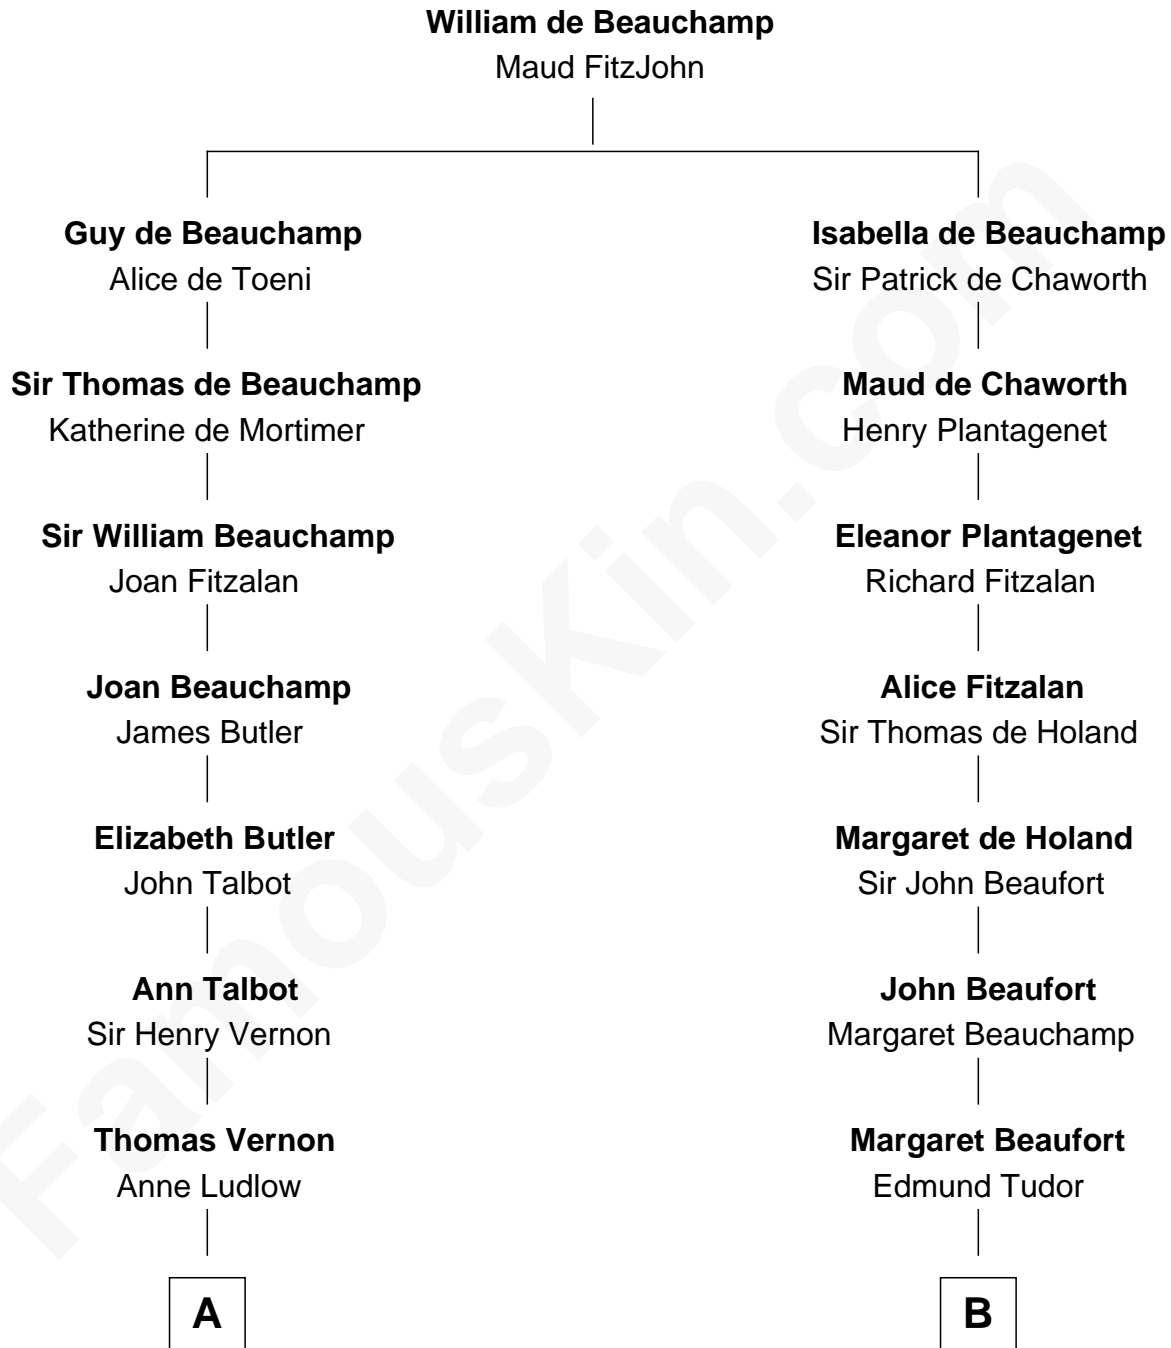 William de Beauchamp
Maud FitzJohn
Guy de Beauchamp
Alice de Toeni
Isabella de Beauchamp
Sir Patrick de Chaworth
Sir Thomas de Beauchamp
Katherine de Mortimer
Maud de Chaworth
Henry Plantagenet
Sir William Beauchamp
Joan Fitzalan
Eleanor Plantagenet
Richard Fitzalan
Joan Beauchamp
James Butler
Alice Fitzalan
Sir Thomas de Holand
Elizabeth Butler
John Talbot
Margaret de Holand
Sir John Beaufort
Ann Talbot
Sir Henry Vernon
John Beaufort
Margaret Beauchamp
Thomas Vernon
Anne Ludlow
Margaret Beaufort
Edmund Tudor
A
B
FamousKin.com